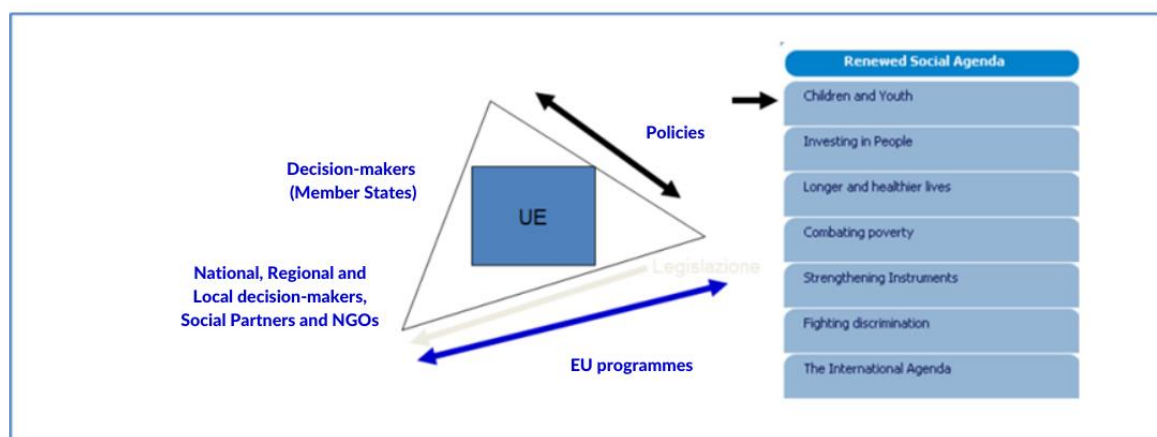 Renewed Social Agenda
Children and Youth
Policies
Investing in People
Decision-makers
(Member States)
Longer and healthier lives
UE
Combating poverty
National, Regional and
Local decision-makers,
Social Partners and NGOs
Legislazione
Strengthening Instruments
Fighting discrimination
EU programmes
The International Agenda